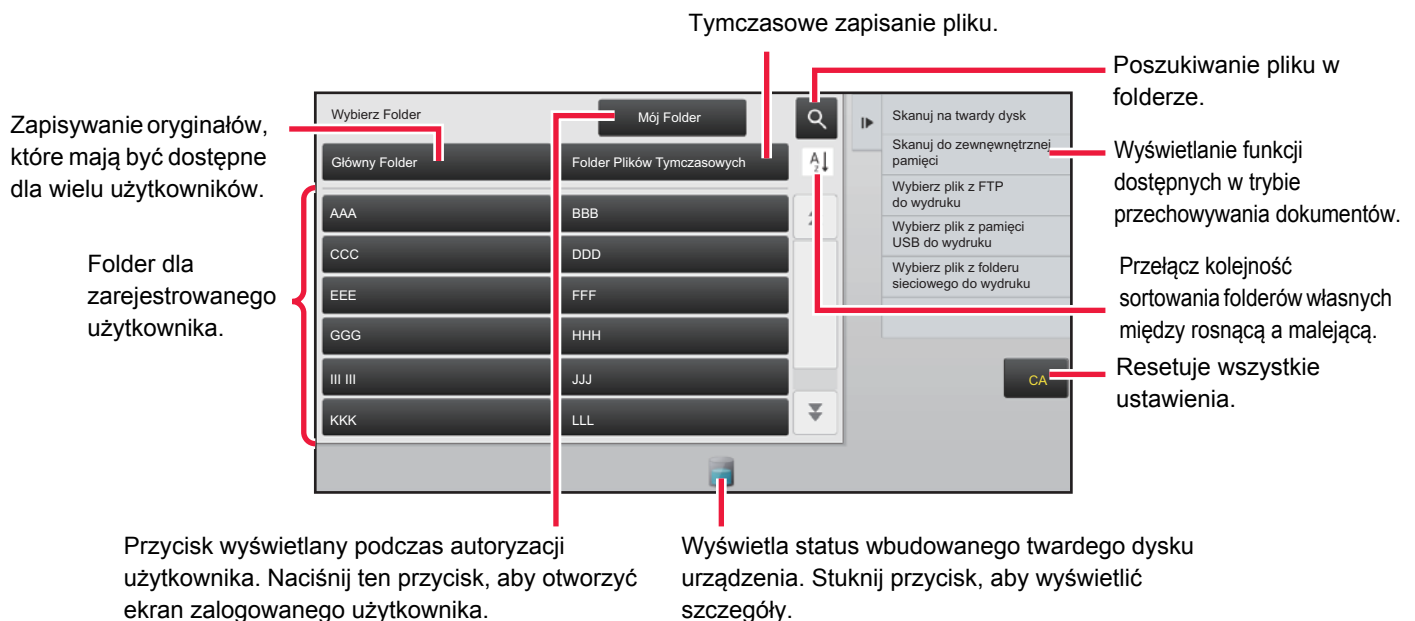 Tymczasowe zapisanie pliku.
Poszukiwanie pliku w
folderze.
Zapisywanie oryginałów,
które mają być dostępne
dla wielu użytkowników.
Folder dla
zarejestrowanego
użytkownika.
Wybierz Folder
Mój Folder
Główny Folder
Folder Plików Tymczasowych
A
Z
AAA
BBB
CCC
DDD
EEE
FFF
GGG
HHH
III III
JJJ
KKK
LLL
Skanuj na twardy dysk
Skanuj do zewnęwnętrznej
pamięci
Wybierz plik z FTP
do wydruku
Wybierz plik z pamięci
USB do wydruku
Wybierz plik z folderu
sieciowego do wydruku
CA
Wyświetlanie funkcji
dostępnych w trybie
przechowywania dokumentów.
Przełącz kolejność
sortowania folderów własnych
między rosnącą a malejącą.
Resetuje wszystkie
ustawienia.
Przycisk wyświetlany podczas autoryzacji
użytkownika. Naciśnij ten przycisk, aby otworzyć
ekran zalogowanego użytkownika.
Wyświetla status wbudowanego twardego dysku
urządzenia. Stuknij przycisk, aby wyświetlić
szczegóły.